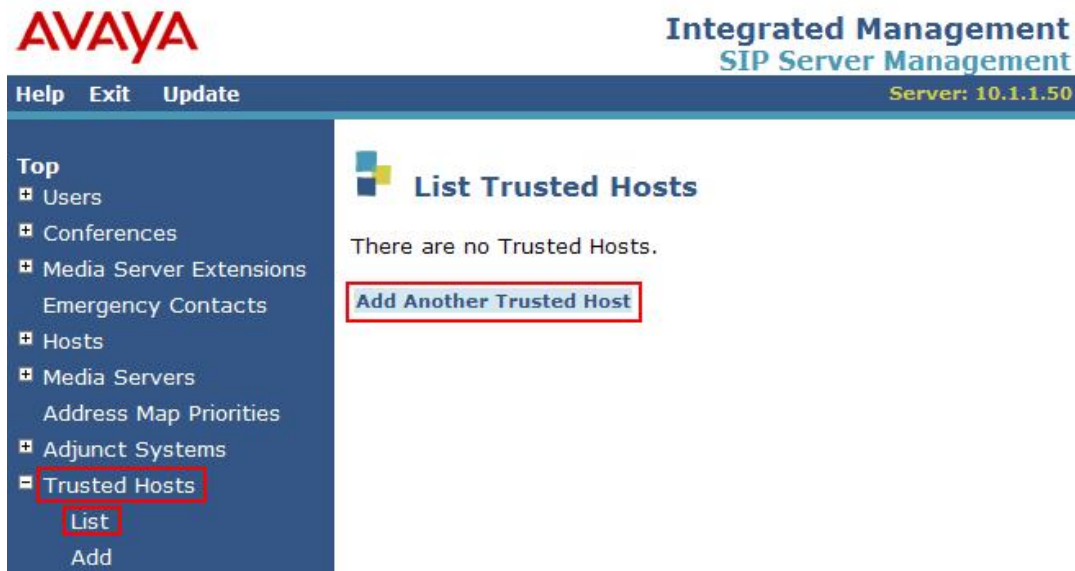 AVAYA
Integrated Management
SIP Server Management
Help Exit Update
Server: 10.1.1.50
Top
Users
Conferences
Media Server Extensions
Emergency Contacts
Hosts
Media Servers
Address Map Priorities
Adjunct Systems
Trusted Hosts
List
Add
List Trusted Hosts
There are no Trusted Hosts.
Add Another Trusted Host